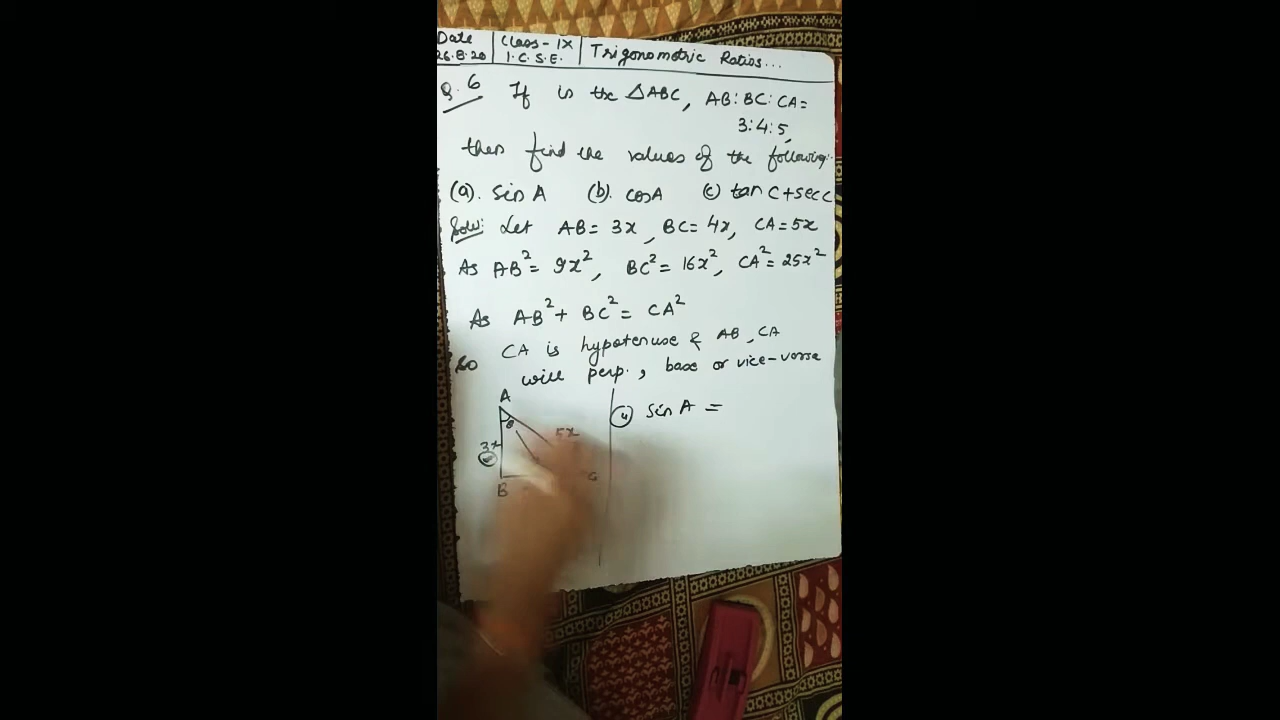 Date 26.8.20 | Class - IX I.C.S.E. | Trigonometric Ratios...
Q.6 If is the △ABC, AB:BC:CA=
3:4:5,
then find the values of the following:
(a). sin A (b). cosA (c) tan C+sec C
Soln: Let AB= 3x, BC= 4x, CA=5x
As AB²= 9x², BC²= 16x², CA²= 25x²
As AB²+ BC²= CA²
So CA is hypotenuse & AB, CA
will perp., base or vice-versa
A
θ
3x
5x
B
C
sin A =